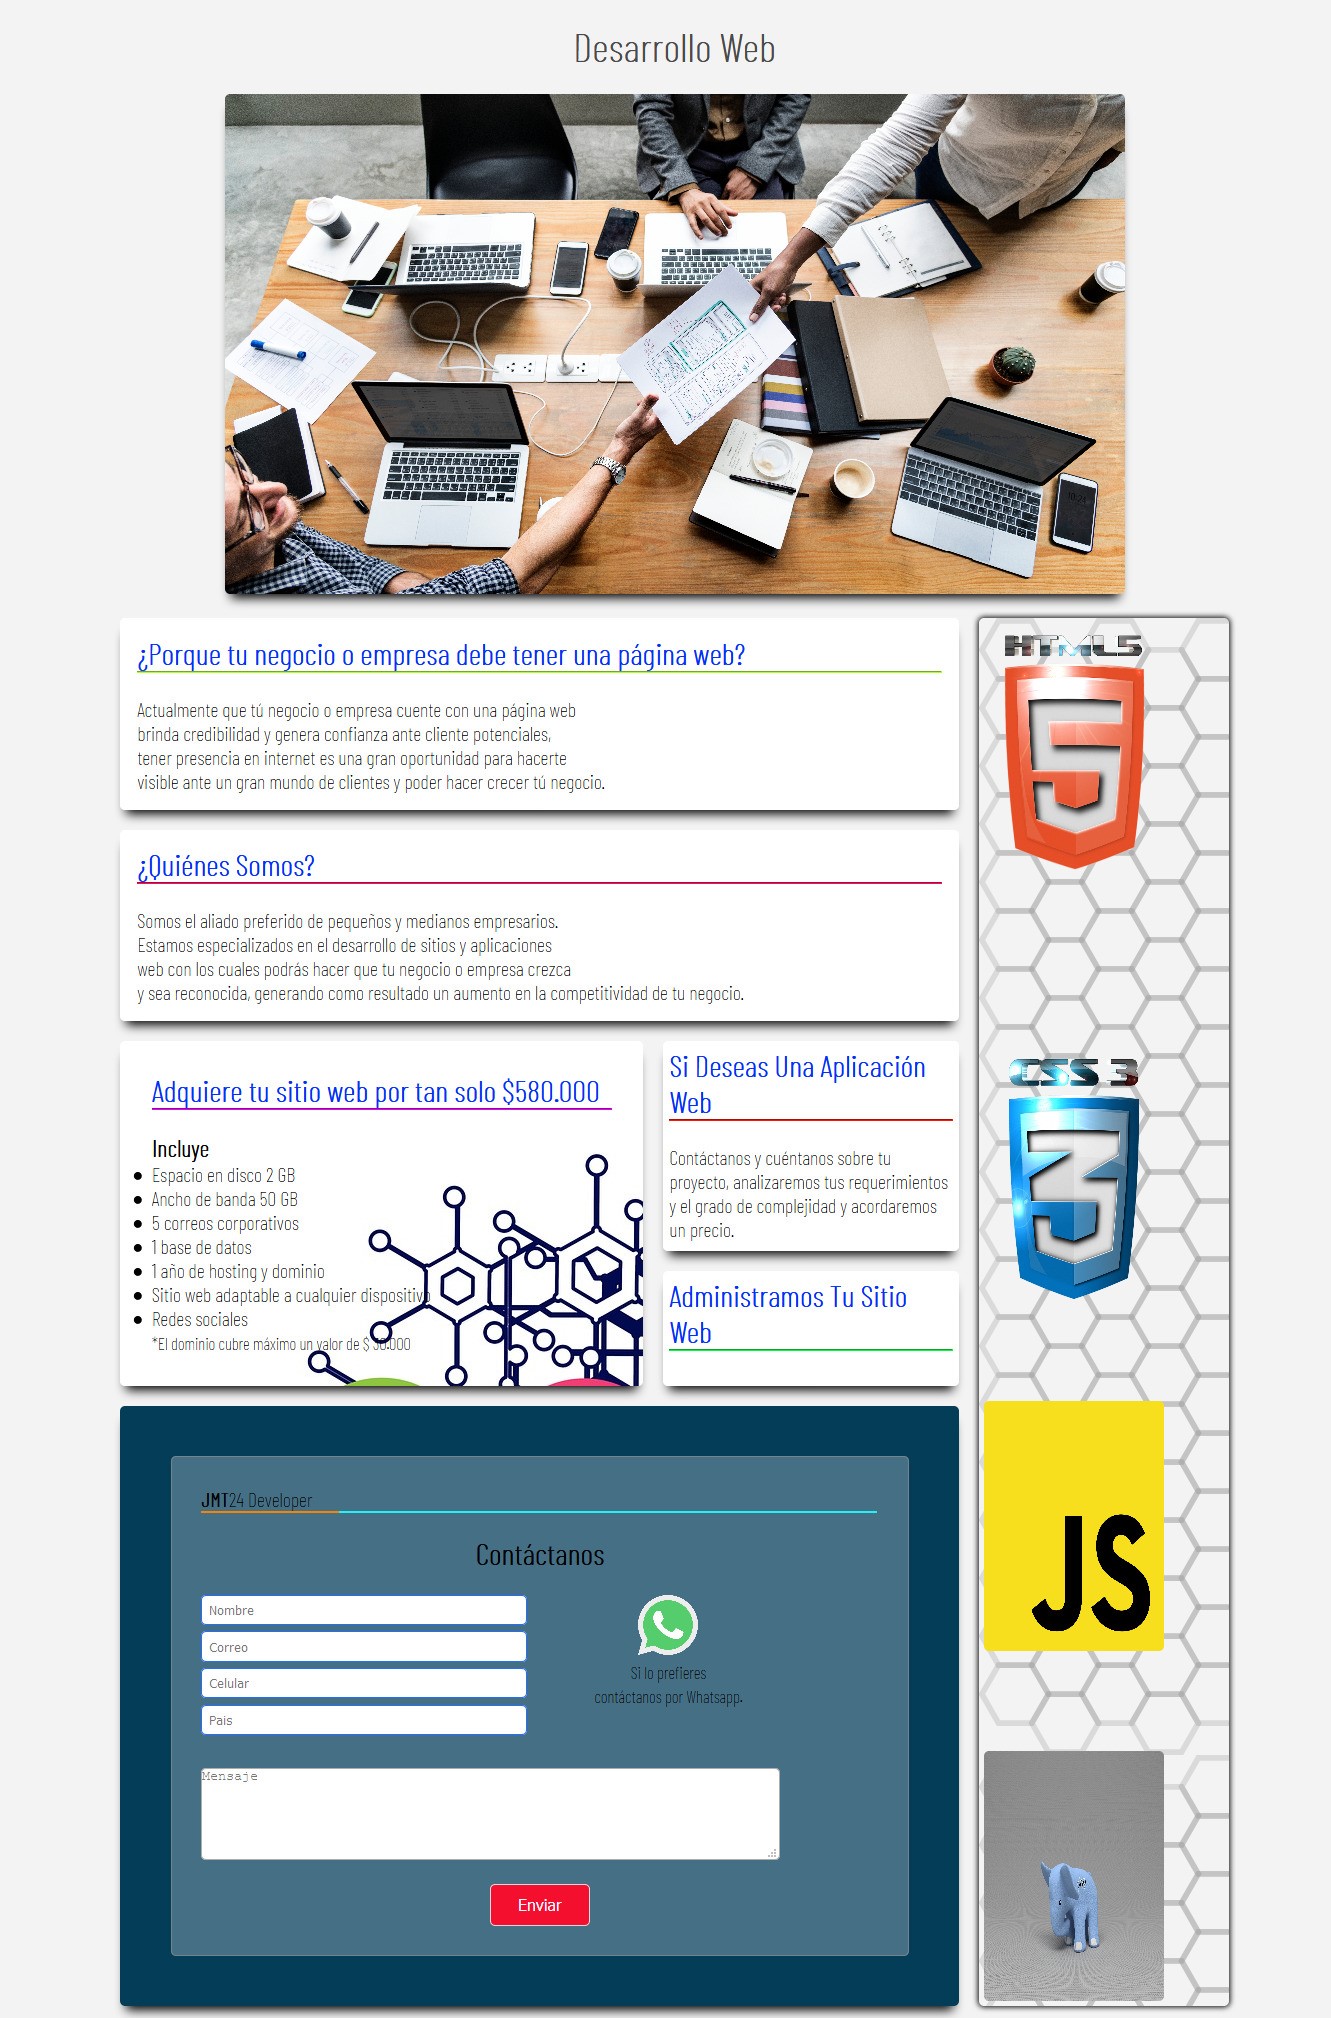 Desarrollo Web
¿Porque tu negocio o empresa debe tener una página web?
Actualmente que tú negocio o empresa cuente con una página web
brinda credibilidad y genera confianza ante cliente potenciales,
tener presencia en internet es una gran oportunidad para hacerte
visible ante un gran mundo de clientes y poder hacer crecer tú negocio.
¿Quiénes Somos?
Somos el aliado preferido de pequeños y medianos empresarios.
Estamos especializados en el desarrollo de sitios y aplicaciones
web con los cuales podrás hacer que tu negocio o empresa crezca
y sea reconocida, generando como resultado un aumento en la competitividad de tu negocio.
Adquiere tu sitio web por tan solo $580.000
Incluye
Espacio en disco 2 GB
Ancho de banda 50 GB
5 correos corporativos
1 base de datos
1 año de hosting y dominio
Sitio web adaptable a cualquier dispositivo
Redes sociales
*El dominio cubre máximo un valor de $
Si Deseas Una Aplicación
Web
Contáctanos y cuéntanos sobre tu
proyecto, analizaremos tus requerimientos
y el grado de complejidad y acordaremos
un precio.
Administramos Tu Sitio
Web
JMT24 Developer
Contáctanos
Nombre
Correo
Celular
Pais
Si lo prefieres
contáctanos por Whatsapp.
Mensaje
Enviar
HTML5
5
CSS 3
3
JS